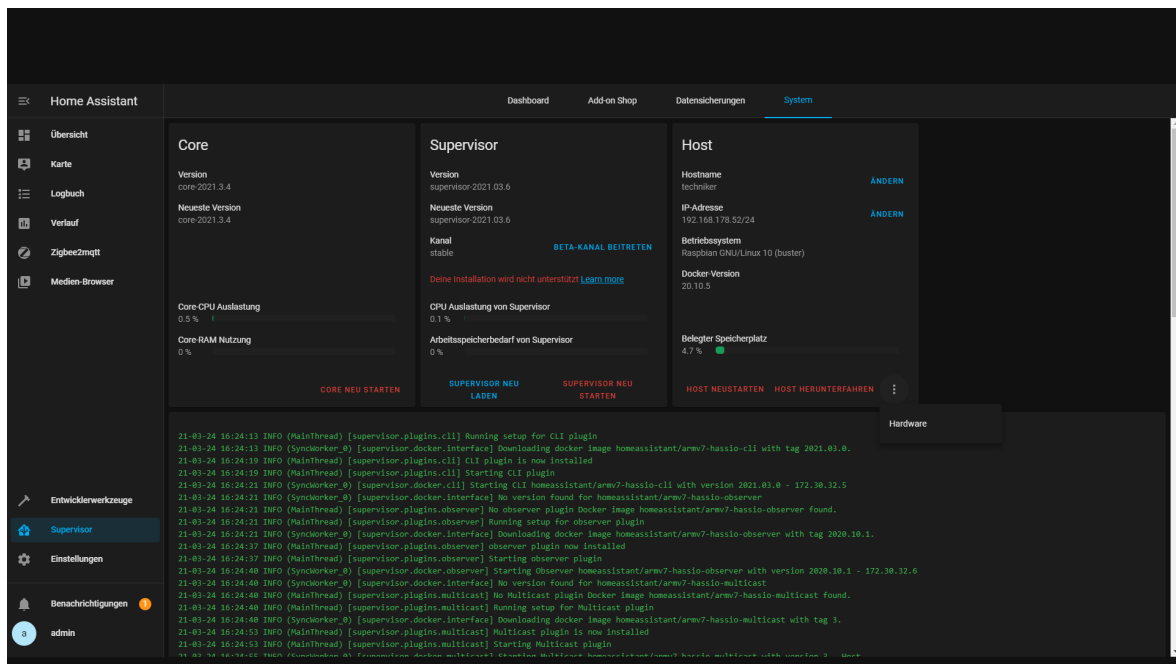 Home Assistant
Dashboard
Add-on Shop
Datensicherungen
System
Übersicht
Karte
Logbuch
Verlauf
Zigbee2mqtt
Medien-Browser
Entwicklerwerkzeuge
Supervisor
Einstellungen
Benachrichtigungen 1
a admin
Core
Version
core-2021.3.4
Neueste Version
core-2021.3.4
Core-CPU Auslastung
0.5 %
Core-RAM Nutzung
0 %
CORE NEU STARTEN
Supervisor
Version
supervisor-2021.03.6
Neueste Version
supervisor-2021.03.6
Kanal
stable
BETA-KANAL BEITRETEN
Deine Installation wird nicht unterstützt Learn more
CPU Auslastung von Supervisor
0.1 %
Arbeitsspeicherbedarf von Supervisor
0 %
SUPERVISOR NEU
LADEN
SUPERVISOR NEU
STARTEN
Host
Hostname
techniker
ÄNDERN
IP-Adresse
192.168.178.52/24
ÄNDERN
Betriebssystem
Raspbian GNU/Linux 10 (buster)
Docker-Version
20.10.5
Belegter Speicherplatz
4.7 %
HOST NEUSTARTEN
HOST HERUNTERFAHREN
Hardware
21-03-24 16:24:13 INFO (MainThread) [supervisor.plugins.cli] Running setup for CLI plugin
21-03-24 16:24:13 INFO (SyncWorker_0) [supervisor.docker.interface] Downloading docker image homeassistant/armv7-hassio-cli with tag 2021.03.0.
21-03-24 16:24:19 INFO (MainThread) [supervisor.plugins.cli] CLI plugin is now installed
21-03-24 16:24:19 INFO (MainThread) [supervisor.plugins.cli] Starting CLI plugin
21-03-24 16:24:21 INFO (SyncWorker_0) [supervisor.docker.cli] Starting CLI homeassistant/armv7-hassio-cli with version 2021.03.0 - 172.30.32.5
21-03-24 16:24:21 INFO (SyncWorker_0) [supervisor.docker.interface] No version found for homeassistant/armv7-hassio-observer
21-03-24 16:24:21 INFO (MainThread) [supervisor.plugins.observer] No observer plugin Docker image homeassistant/armv7-hassio-observer found.
21-03-24 16:24:21 INFO (MainThread) [supervisor.plugins.observer] Running setup for observer plugin
21-03-24 16:24:21 INFO (SyncWorker_0) [supervisor.docker.interface] Downloading docker image homeassistant/armv7-hassio-observer with tag 2020.10.1.
21-03-24 16:24:37 INFO (MainThread) [supervisor.plugins.observer] observer plugin now installed
21-03-24 16:24:37 INFO (MainThread) [supervisor.plugins.observer] Starting observer plugin
21-03-24 16:24:40 INFO (SyncWorker_0) [supervisor.docker.observer] Starting Observer homeassistant/armv7-hassio-observer with version 2020.10.1 - 172.30.32.6
21-03-24 16:24:40 INFO (SyncWorker_0) [supervisor.docker.interface] No version found for homeassistant/armv7-hassio-multicast
21-03-24 16:24:40 INFO (MainThread) [supervisor.plugins.multicast] No Multicast plugin Docker image homeassistant/armv7-hassio-multicast found.
21-03-24 16:24:40 INFO (MainThread) [supervisor.plugins.multicast] Running setup for Multicast plugin
21-03-24 16:24:40 INFO (SyncWorker_0) [supervisor.docker.interface] Downloading docker image homeassistant/armv7-hassio-multicast with tag 3.
21-03-24 16:24:53 INFO (MainThread) [supervisor.plugins.multicast] Multicast plugin is now installed
21-03-24 16:24:53 INFO (MainThread) [supervisor.plugins.multicast] Starting Multicast plugin
21-03-24 16:24:55 INFO (SyncWorker_0) [supervisor.docker.multicast] Starting Multicast homeassistant/armv7-hassio-multicast with version 3 - Host